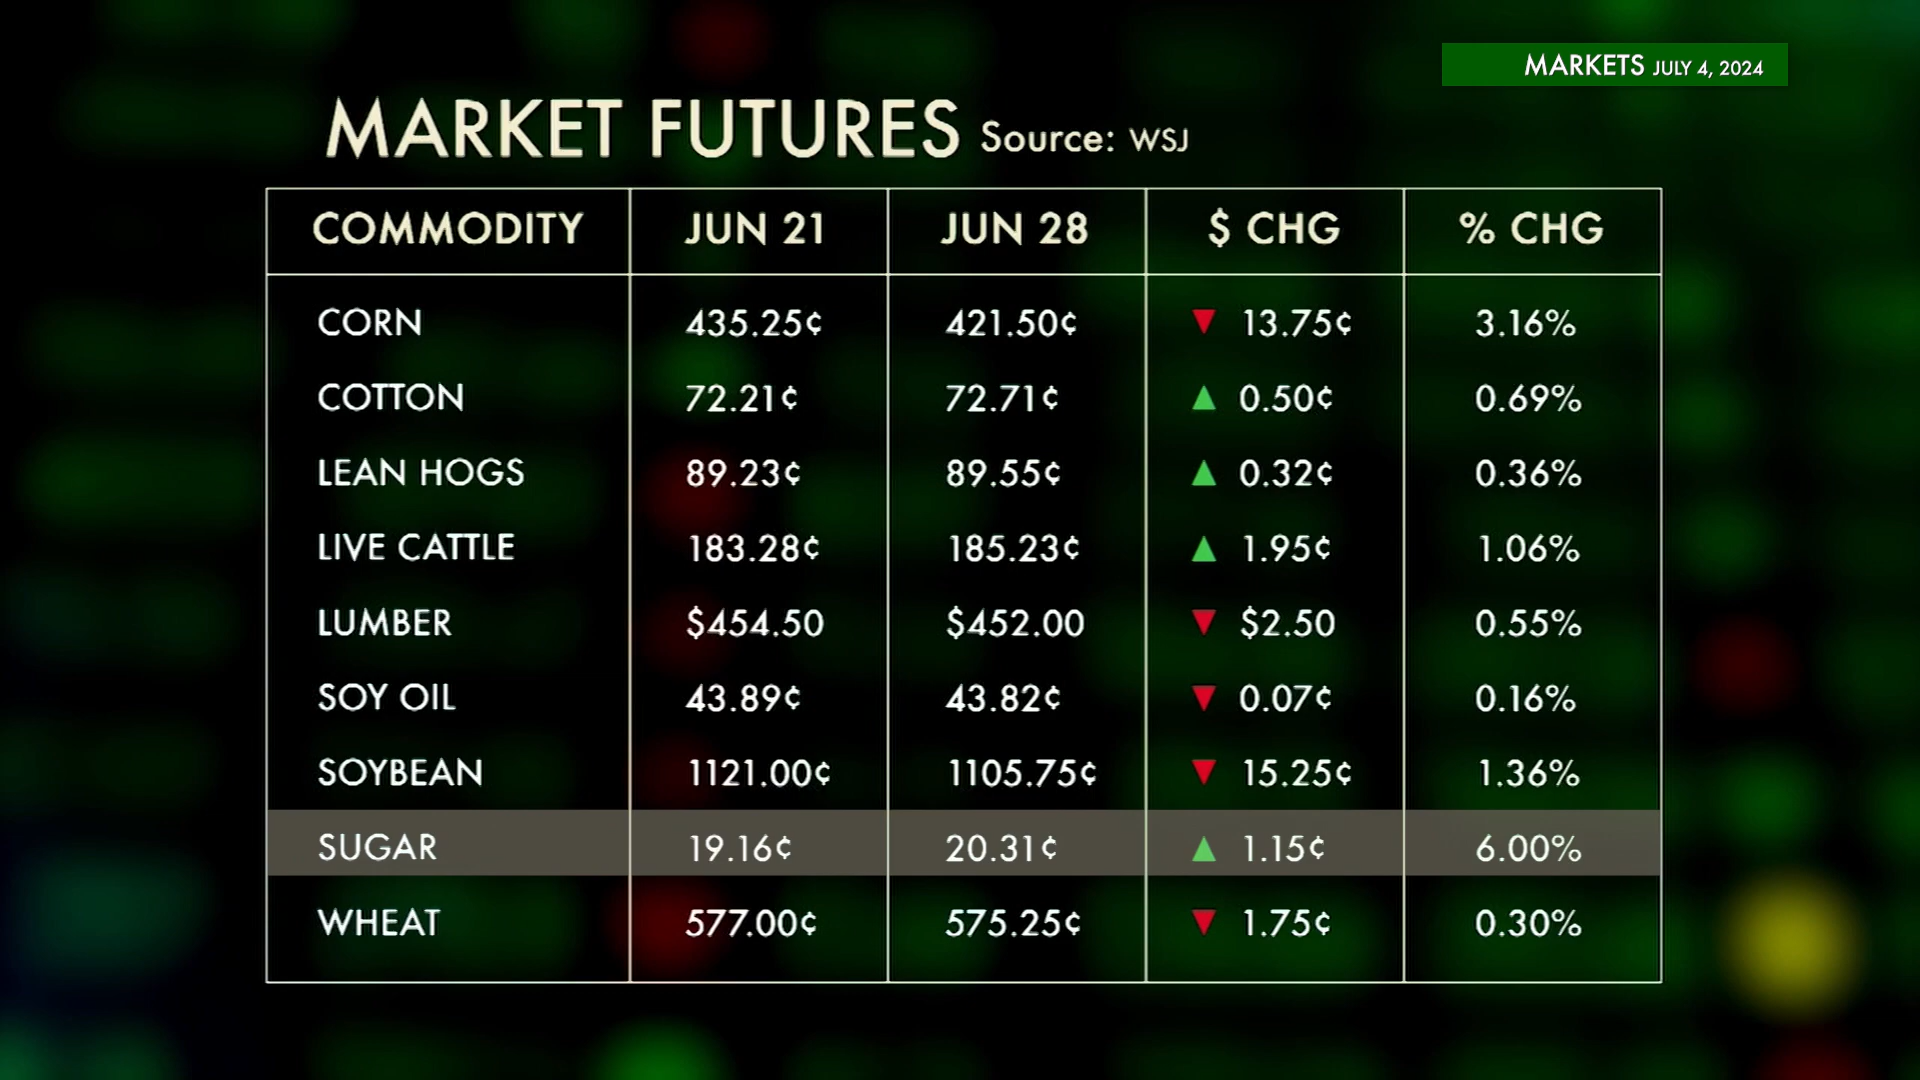 MARKETS JULY 4, 2024
MARKET FUTURES Source: WSJ
COMMODITY JUN 21 JUN 28 $ CHG % CHG
CORN 435.25¢ 421.50¢ ▼ 13.75¢ 3.16%
COTTON 72.21¢ 72.71¢ ▲ 0.50¢ 0.69%
LEAN HOGS 89.23¢ 89.55¢ ▲ 0.32¢ 0.36%
LIVE CATTLE 183.28¢ 185.23¢ ▲ 1.95¢ 1.06%
LUMBER $454.50 $452.00 ▼ $2.50 0.55%
SOY OIL 43.89¢ 43.82¢ ▼ 0.07¢ 0.16%
SOYBEAN 1121.00¢ 1105.75¢ ▼ 15.25¢ 1.36%
SUGAR 19.16¢ 20.31¢ ▲ 1.15¢ 6.00%
WHEAT 577.00¢ 575.25¢ ▼ 1.75¢ 0.30%